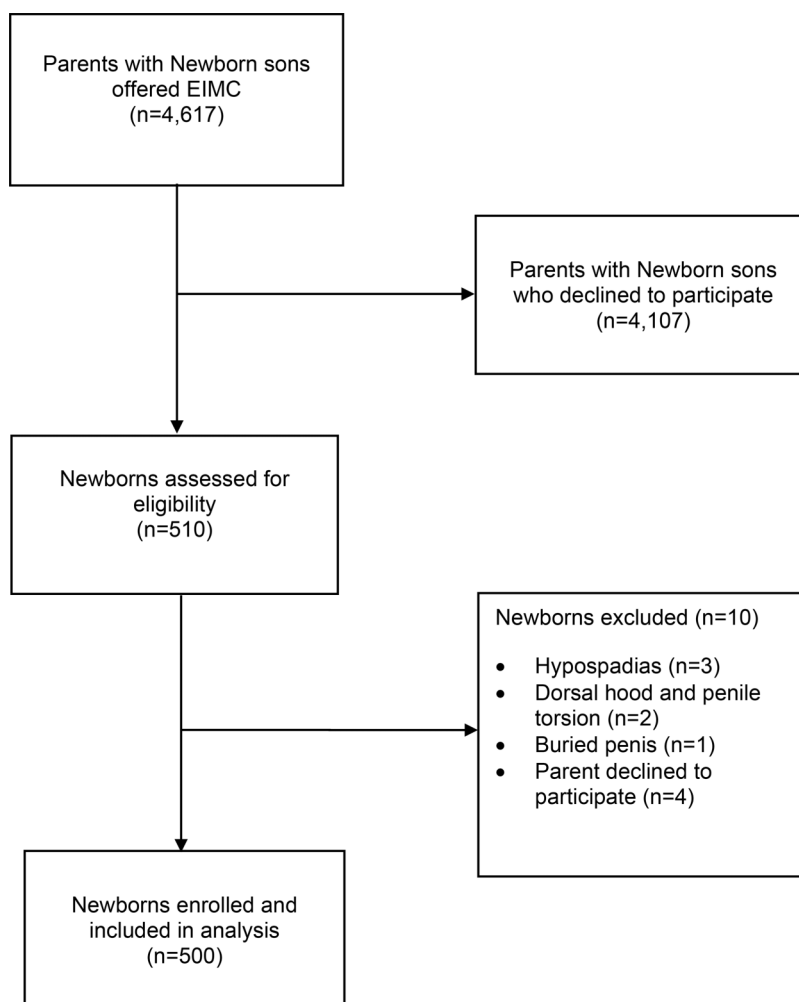 Parents with Newborn sons
offered EIMC
(n=4,617)
Parents with Newborn sons
who declined to participate
(n=4,107)
Newborns assessed for
eligibility
(n=510)
Newborns excluded (n=10)
• Hypospadias (n=3)
• Dorsal hood and penile
torsion (n=2)
• Buried penis (n=1)
• Parent declined to
participate (n=4)
Newborns enrolled and
included in analysis
(n=500)